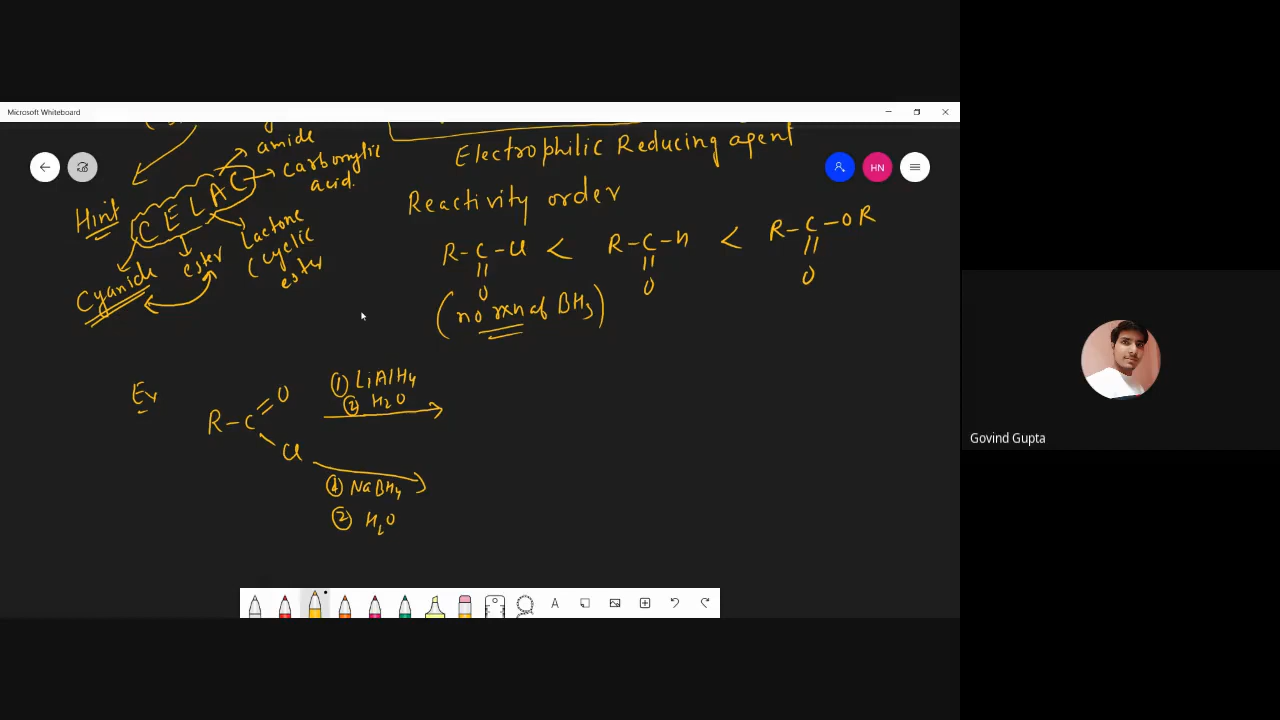 Microsoft Whiteboard
amide
Carboxylic
acid.
Hint
CELAC
Cyanide
ester
Lactone
(cyclic
ester
Electrophilic Reducing agent
Reactivity order
R-C-Cl < R-C-H < R-C-OR
O O O
(no rxn of BH3)
HN
Ex
R-C=O
Cl
① LiAlH4
② H2O
① NaBH4
② H2O
A
Govind Gupta